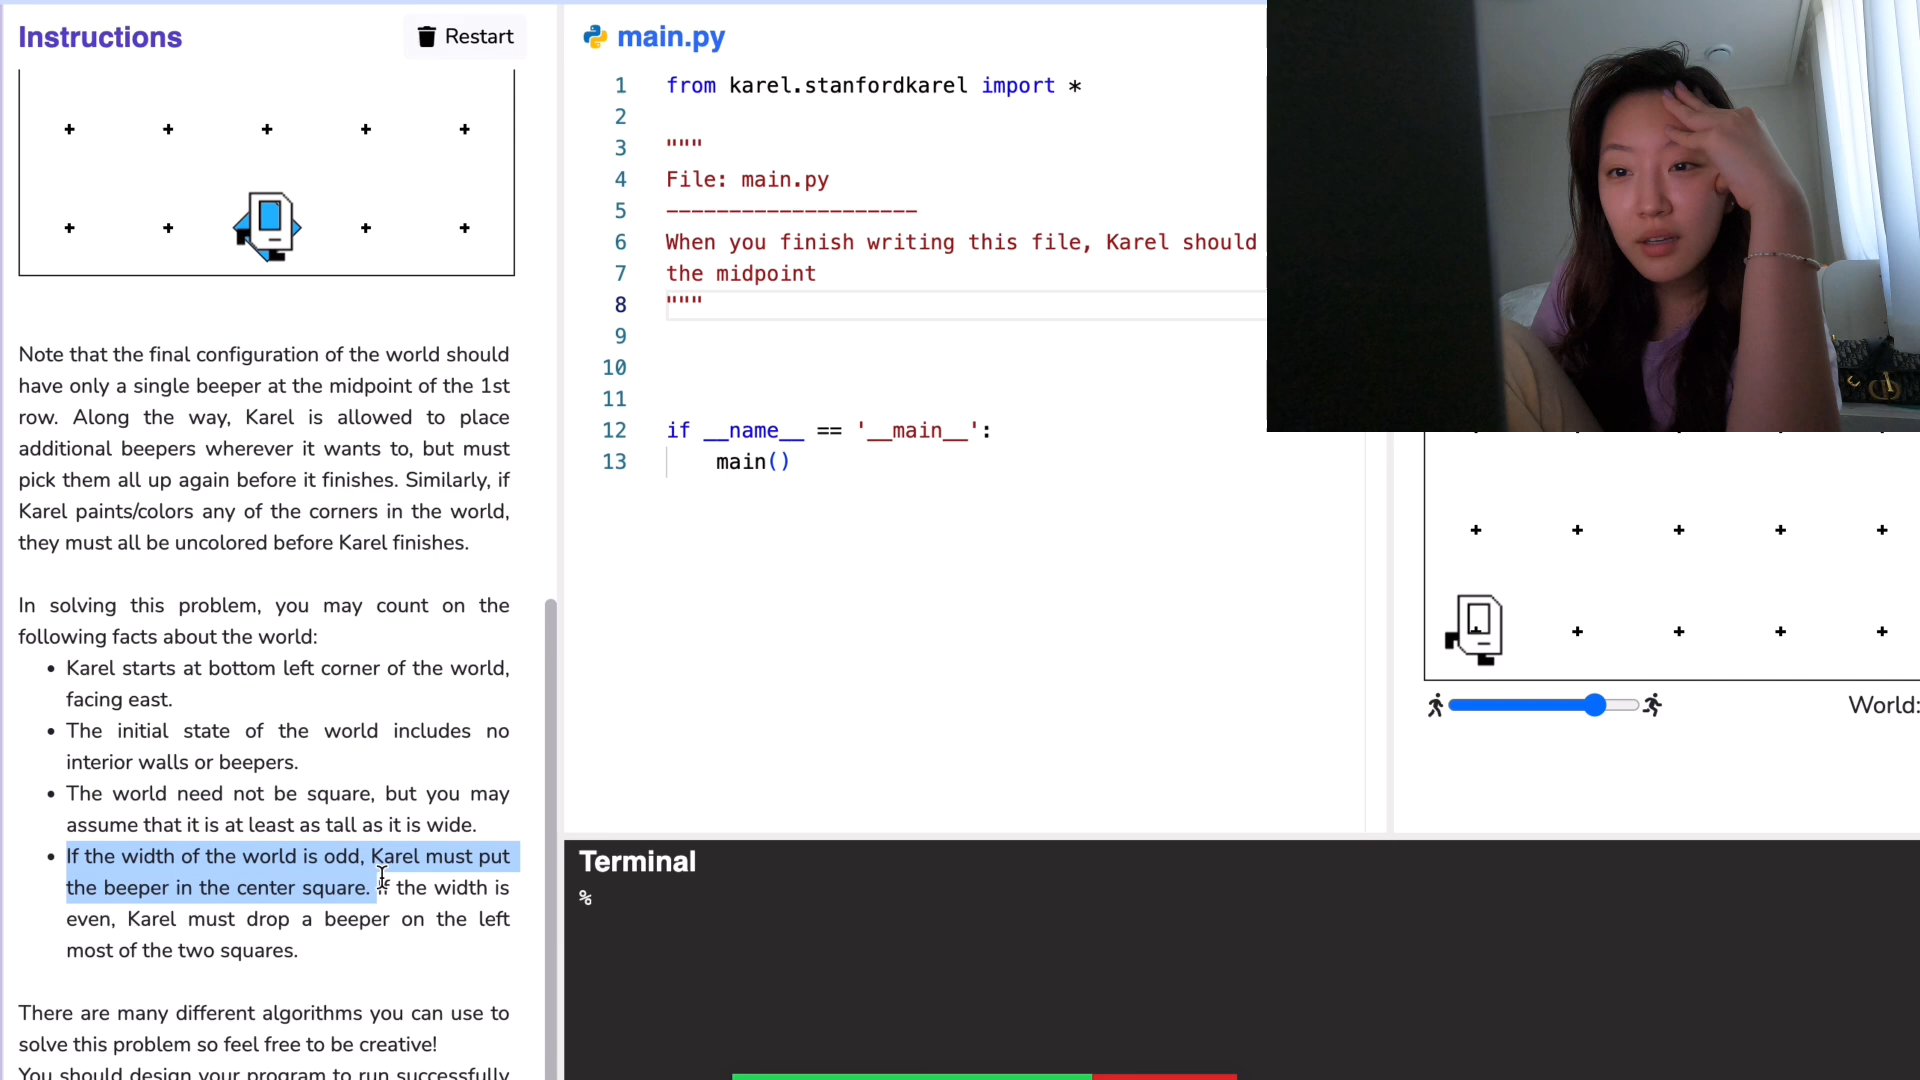 Instructions
Restart
Note that the final configuration of the world should
have only a single beeper at the midpoint of the 1st
row. Along the way, Karel is allowed to place
additional beepers wherever it wants to, but must
pick them all up again before it finishes. Similarly, if
Karel paints/colors any of the corners in the world,
they must all be uncolored before Karel finishes.
In solving this problem, you may count on the
following facts about the world:
• Karel starts at bottom left corner of the world,
facing east.
• The initial state of the world includes no
interior walls or beepers.
• The world need not be square, but you may
assume that it is at least as tall as it is wide.
• If the width of the world is odd, Karel must put
the beeper in the center square. If the width is
even, Karel must drop a beeper on the left
most of the two squares.
There are many different algorithms you can use to
solve this problem so feel free to be creative!
You should design your program to run successfully
main.py
1 from karel.stanfordkarel import *
2
3 """
4 File: main.py
5 --------------------
6 When you finish writing this file, Karel should
7 the midpoint
8 """
9
10
11
12 if __name__ == '__main__':
13 main()
World:
Terminal
%